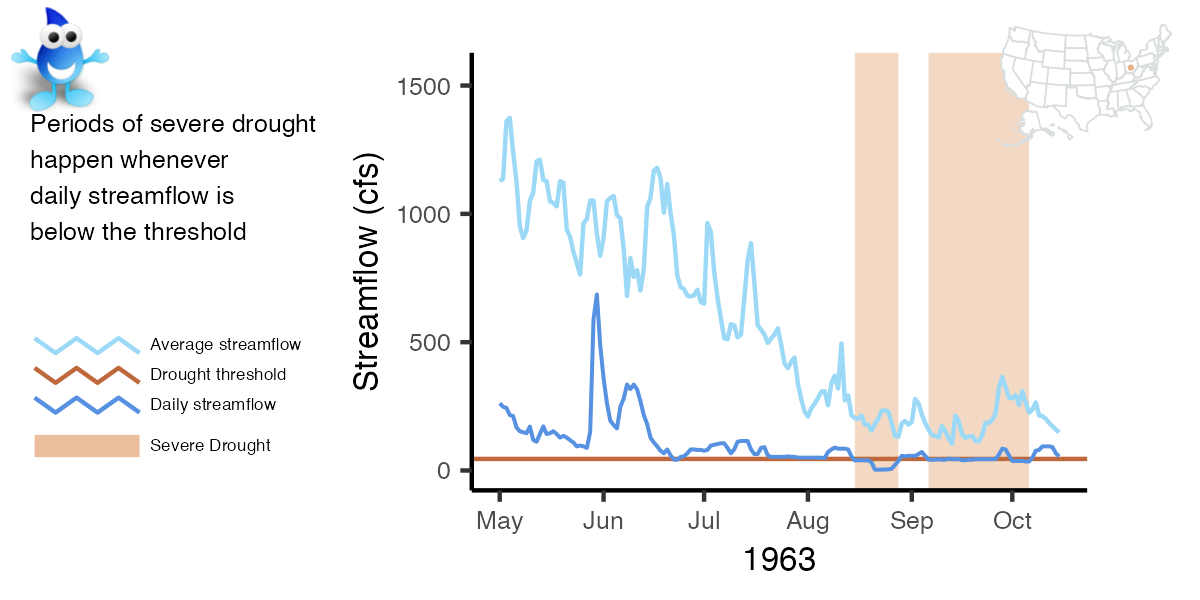 Periods of severe drought
happen whenever
daily streamflow is
below the threshold
Average streamflow
Drought threshold
Daily streamflow
Severe Drought
Streamflow (cfs)
1500
1000
500
0
May Jun Jul Aug Sep Oct
1963